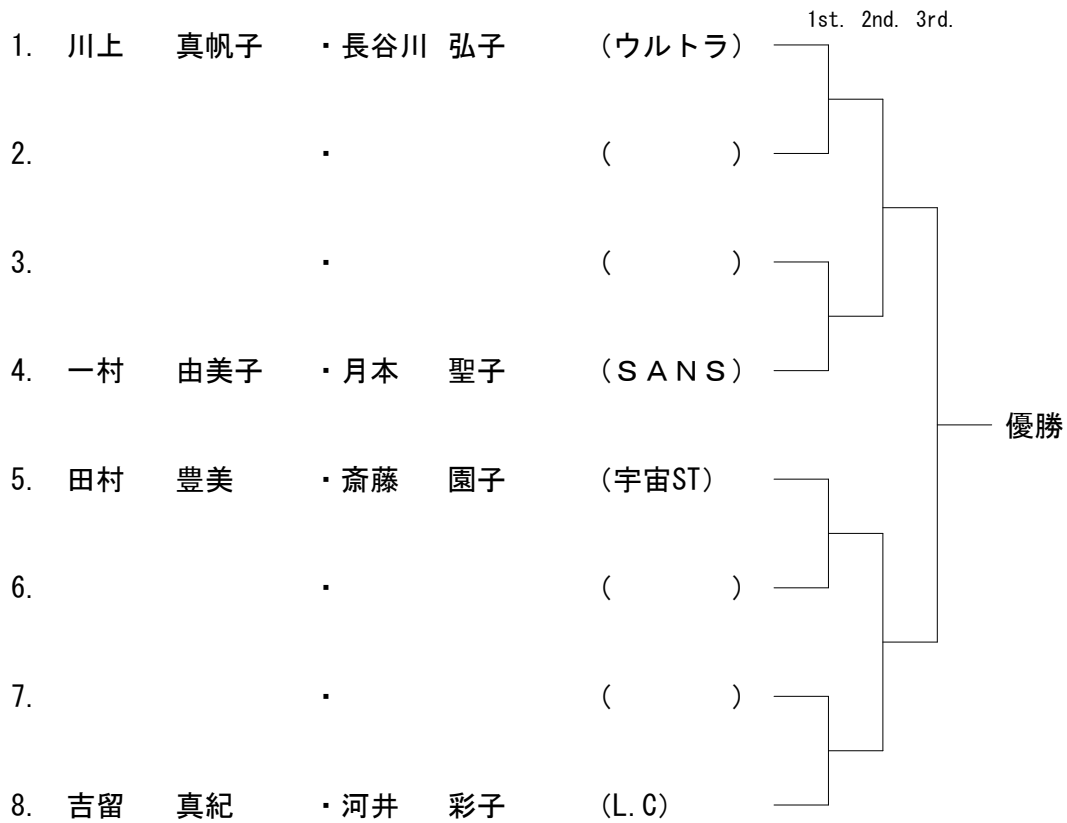 1st. 2nd. 3rd.
1. 川上 真帆子 ・長谷川 弘子 (ウルトラ)
2. ・ ( )
3. ・ ( )
4. 一村 由美子 ・月本 聖子 (ＳＡＮＳ)
優勝
5. 田村 豊美 ・斎藤 園子 (宇宙ST)
6. ・ ( )
7. ・ ( )
8. 吉留 真紀 ・河井 彩子 (L.C)